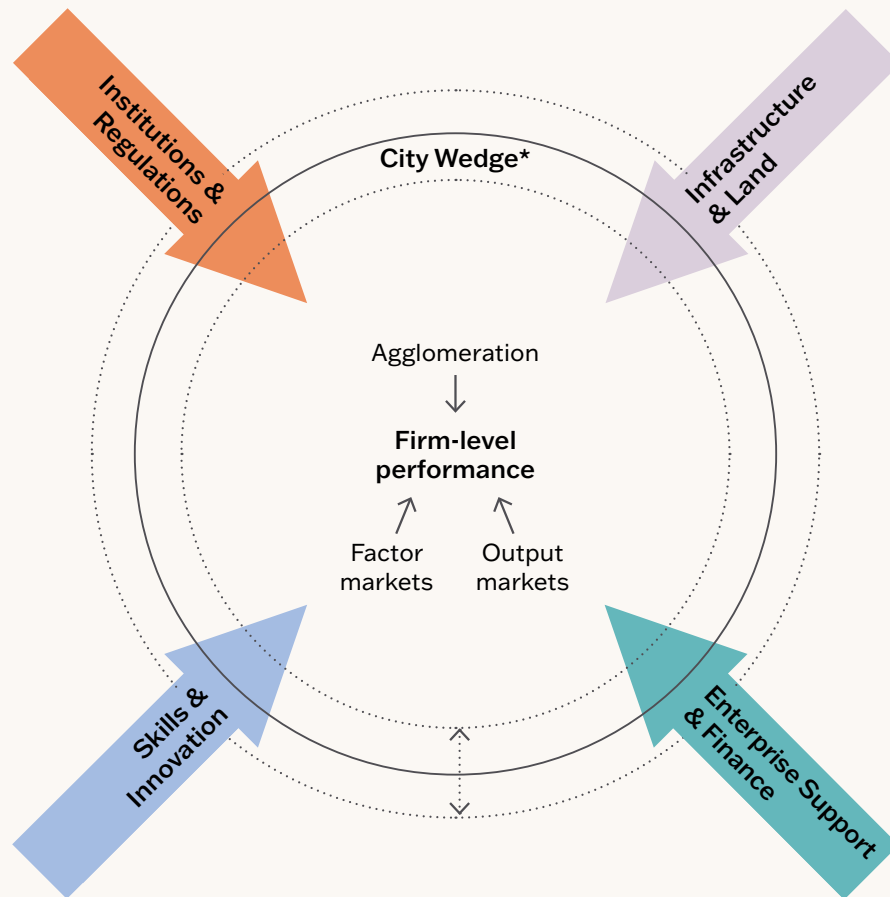 Institutions &
Regulations
Infrastructure
& Land
City Wedge*
Agglomeration
Firm-level
performance
Factor
markets
Output
markets
Skills &
Innovation
Enterprise Support
& Finance